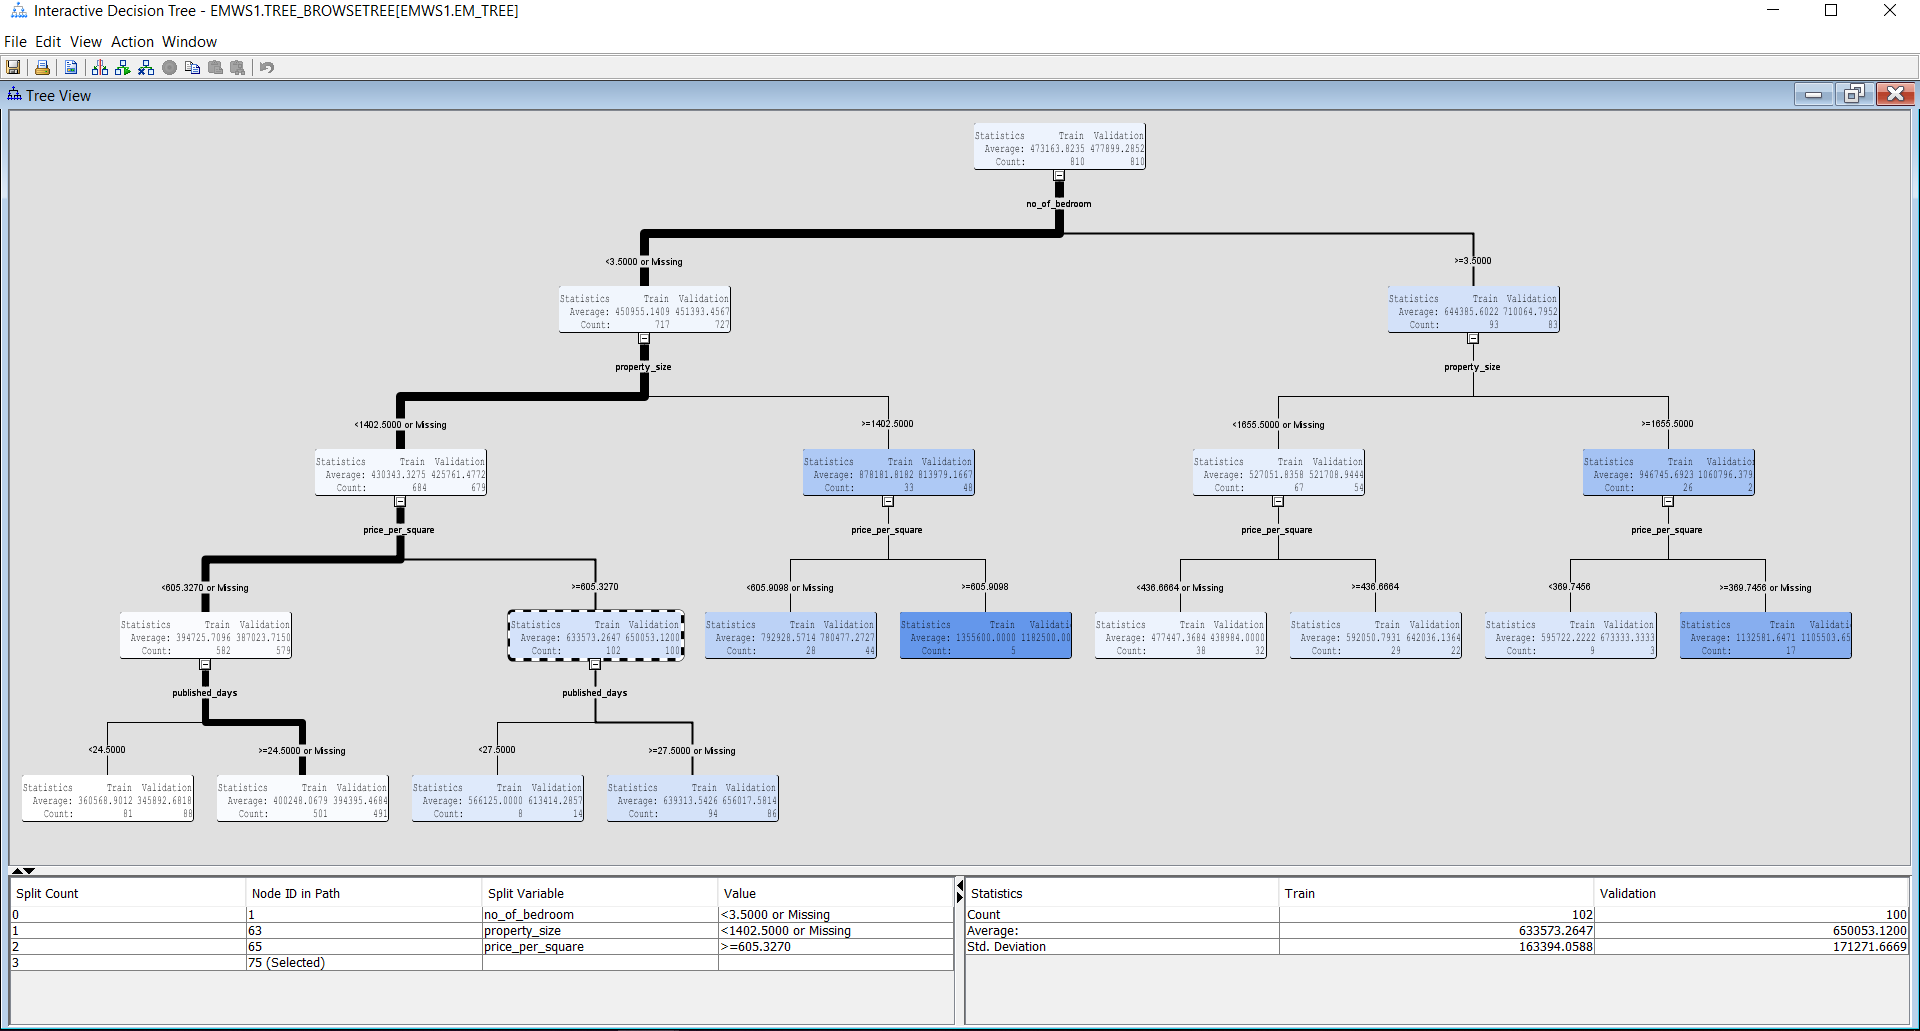 Interactive Decision Tree - EMWS1.TREE_BROWSETREE[EMWS1.EM_TREE]
File Edit View Action Window
Tree View
Statistics Train Validation
Average: 473163.8235 477899.2852
Count: 810 810
no_of_bedroom
<3.5000 or Missing
>=3.5000
Statistics Train Validation
Average: 450955.1409 451393.4567
Count: 717 727
Statistics Train Validation
Average: 644385.6022 710064.7952
Count: 93 83
property_size
property_size
<1402.5000 or Missing
>=1402.5000
<1655.5000 or Missing
>=1655.5000
Statistics Train Validation
Average: 430343.3275 425761.4772
Count: 684 679
Statistics Train Validation
Average: 878181.8182 813979.1667
Count: 33 48
Statistics Train Validation
Average: 527051.8358 521708.9444
Count: 67 54
Statistics Train Validatio
Average: 946745.6923 1060796.379
Count: 26 2
price_per_square
price_per_square
price_per_square
price_per_square
<605.3270 or Missing
>=605.3270
<605.9098 or Missing
>=605.9098
<436.6664 or Missing
>=436.6664
<369.7456
>=369.7456 or Missing
Statistics Train Validation
Average: 394725.7096 387023.7150
Count: 582 579
Statistics Train Validation
Average: 633573.2647 650053.1200
Count: 102 100
Statistics Train Validation
Average: 792928.5714 780477.2727
Count: 28 44
Statistics Train Validati
Average: 1355600.0000 1182500.00
Count: 5
Statistics Train Validation
Average: 477447.3684 438984.0000
Count: 38 32
Statistics Train Validation
Average: 592050.7931 642036.1364
Count: 29 22
Statistics Train Validation
Average: 595722.2222 673333.3333
Count: 9 3
Statistics Train Validati
Average: 1132581.6471 1105503.65
Count: 17
published_days
published_days
<24.5000
>=24.5000 or Missing
<27.5000
>=27.5000 or Missing
Statistics Train Validation
Average: 360568.9012 345892.6818
Count: 81 88
Statistics Train Validation
Average: 400248.0679 394395.4684
Count: 501 491
Statistics Train Validation
Average: 566125.0000 613414.2857
Count: 8 14
Statistics Train Validation
Average: 639313.5426 656017.5814
Count: 94 86
Split Count Node ID in Path Split Variable Value
0 1 no_of_bedroom <3.5000 or Missing
1 63 property_size <1402.5000 or Missing
2 65 price_per_square >=605.3270
3 75 (Selected)
Statistics Train Validation
Count 102 100
Average: 633573.2647 650053.1200
Std. Deviation 163394.0588 171271.6669